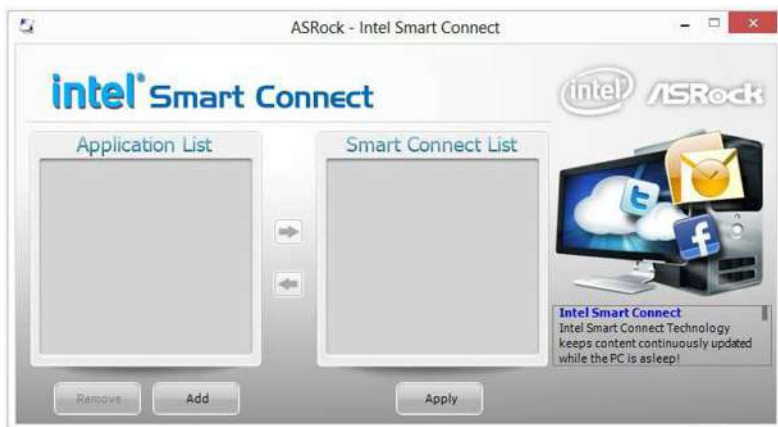 ASRock - Intel Smart Connect
intel® Smart Connect
intel® ASRock
Application List
Smart Connect List
Intel Smart Connect
Intel Smart Connect Technology
keeps content continuously updated
while the PC is asleep!
Remove
Add
Apply